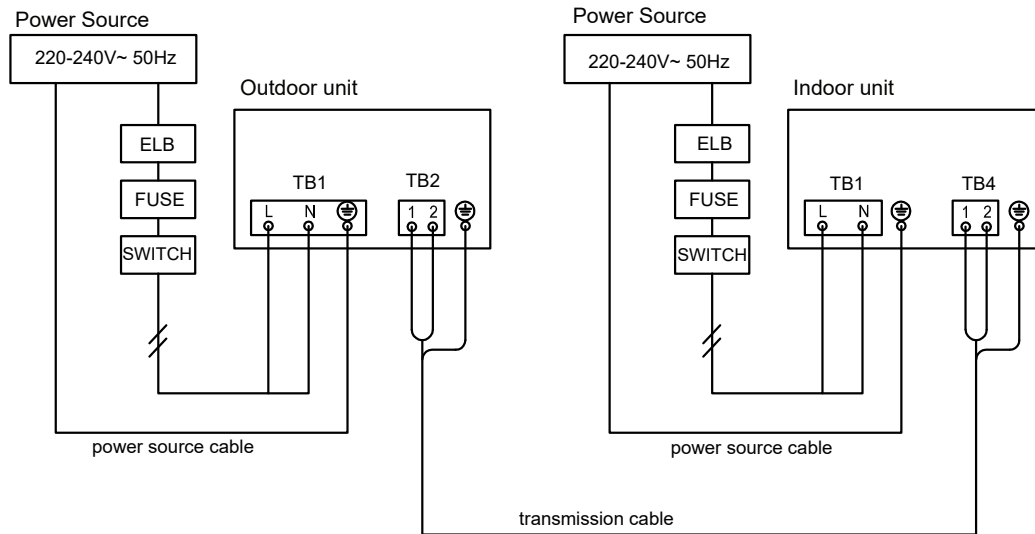 Power Source
220-240V~ 50Hz
ELB
FUSE
SWITCH
Outdoor unit
TB1
TB2
L N
1 2
power source cable
Power Source
220-240V~ 50Hz
ELB
FUSE
SWITCH
Indoor unit
TB1
TB4
L N
1 2
power source cable
transmission cable